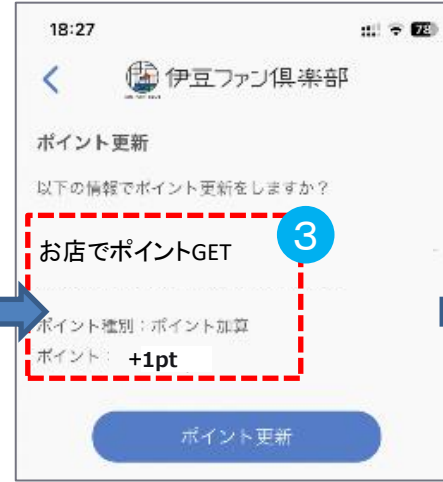 18:27
78
伊豆ファン倶楽部
ポイント更新
以下の情報でポイント更新をしますか？
お店でポイントGET
3
ポイント種別：ポイント加算
ポイント： +1pt
ポイント更新